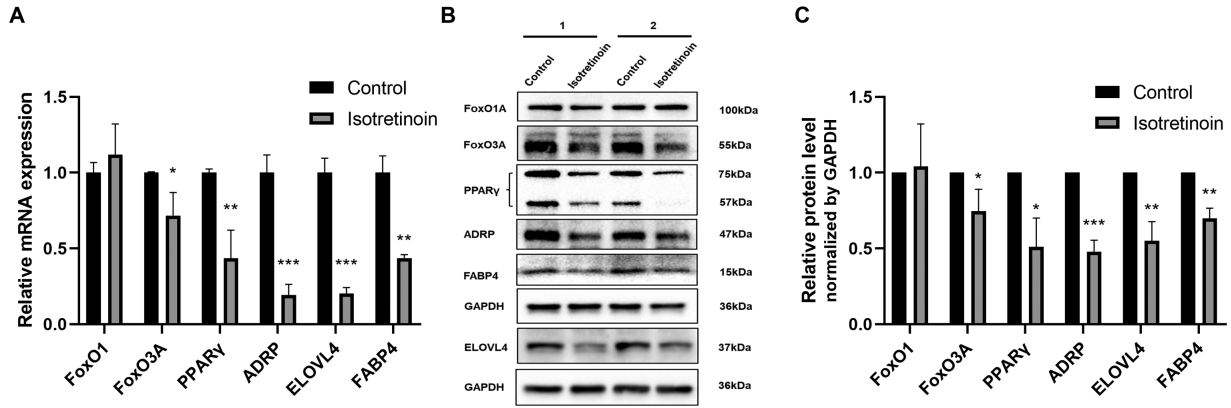 A
Relative mRNA expression
1.5
1.0
0.5
0.0
Control
Isotretinoin
*
**
***
***
**
FoxO1
FoxO3A
PPARγ
ADRP
ELOVL4
FABP4
B
1
2
Control
Isotretinoin
Control
Isotretinoin
FoxO1A
100kDa
FoxO3A
55kDa
PPARγ
75kDa
57kDa
ADRP
47kDa
FABP4
15kDa
GAPDH
36kDa
ELOVL4
37kDa
GAPDH
36kDa
C
Relative protein level
normalized by GAPDH
1.5
1.0
0.5
0.0
Control
Isotretinoin
*
*
***
**
**
FoxO1
FoxO3A
PPARγ
ADRP
ELOVL4
FABP4